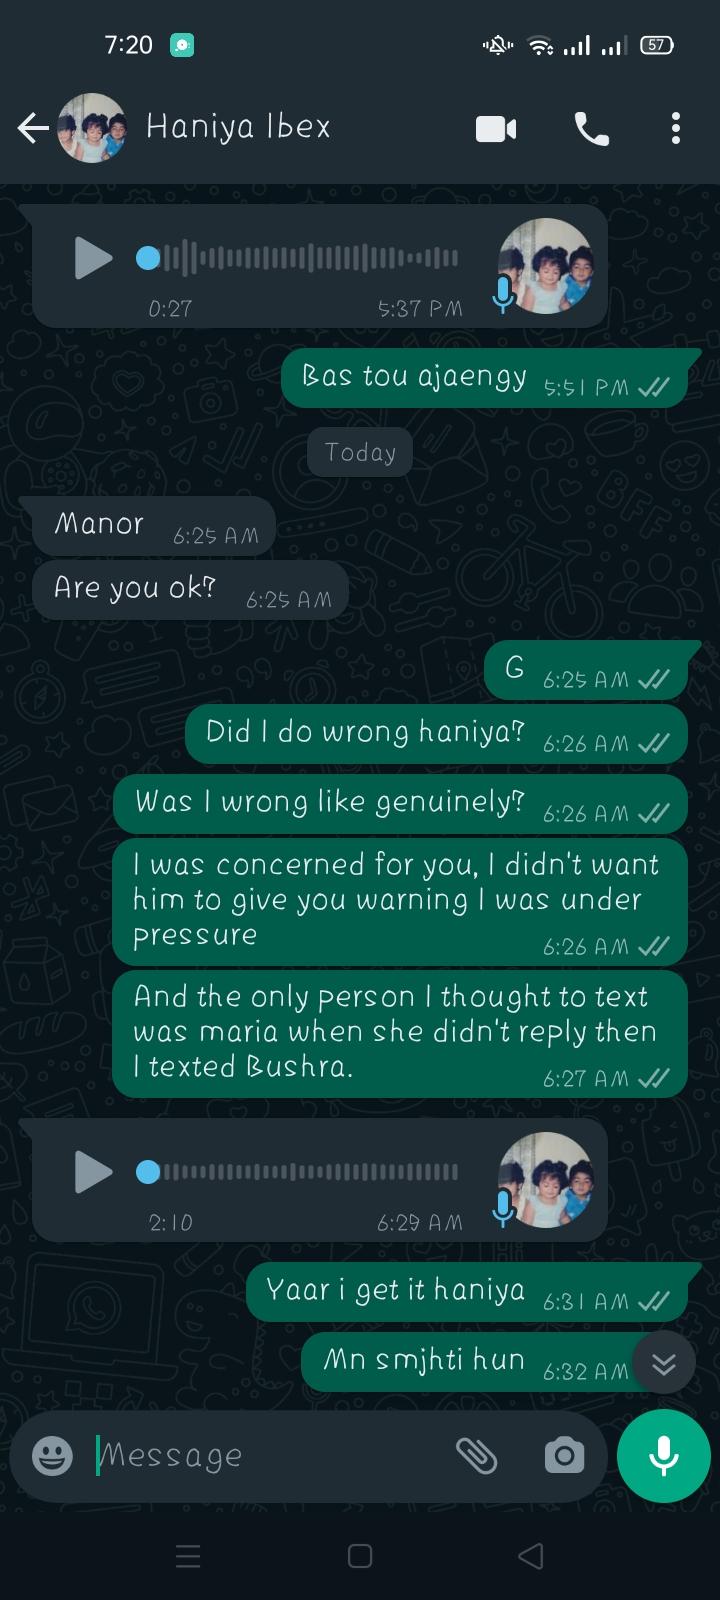 7:20
57
Haniya Ibex
0:27 5:37 PM
Bas tou ajaengy 5:51 PM
Today
Manor 6:25 AM
Are you ok? 6:25 AM
G 6:25 AM
Did I do wrong haniya? 6:26 AM
Was I wrong like genuinely? 6:26 AM
I was concerned for you, I didn't want
him to give you warning I was under
pressure 6:26 AM
And the only person I thought to text
was maria when she didn't reply then
I texted Bushra. 6:27 AM
2:10 6:29 AM
Yaar i get it haniya 6:31 AM
Mn smjhti hun 6:32 AM
Message